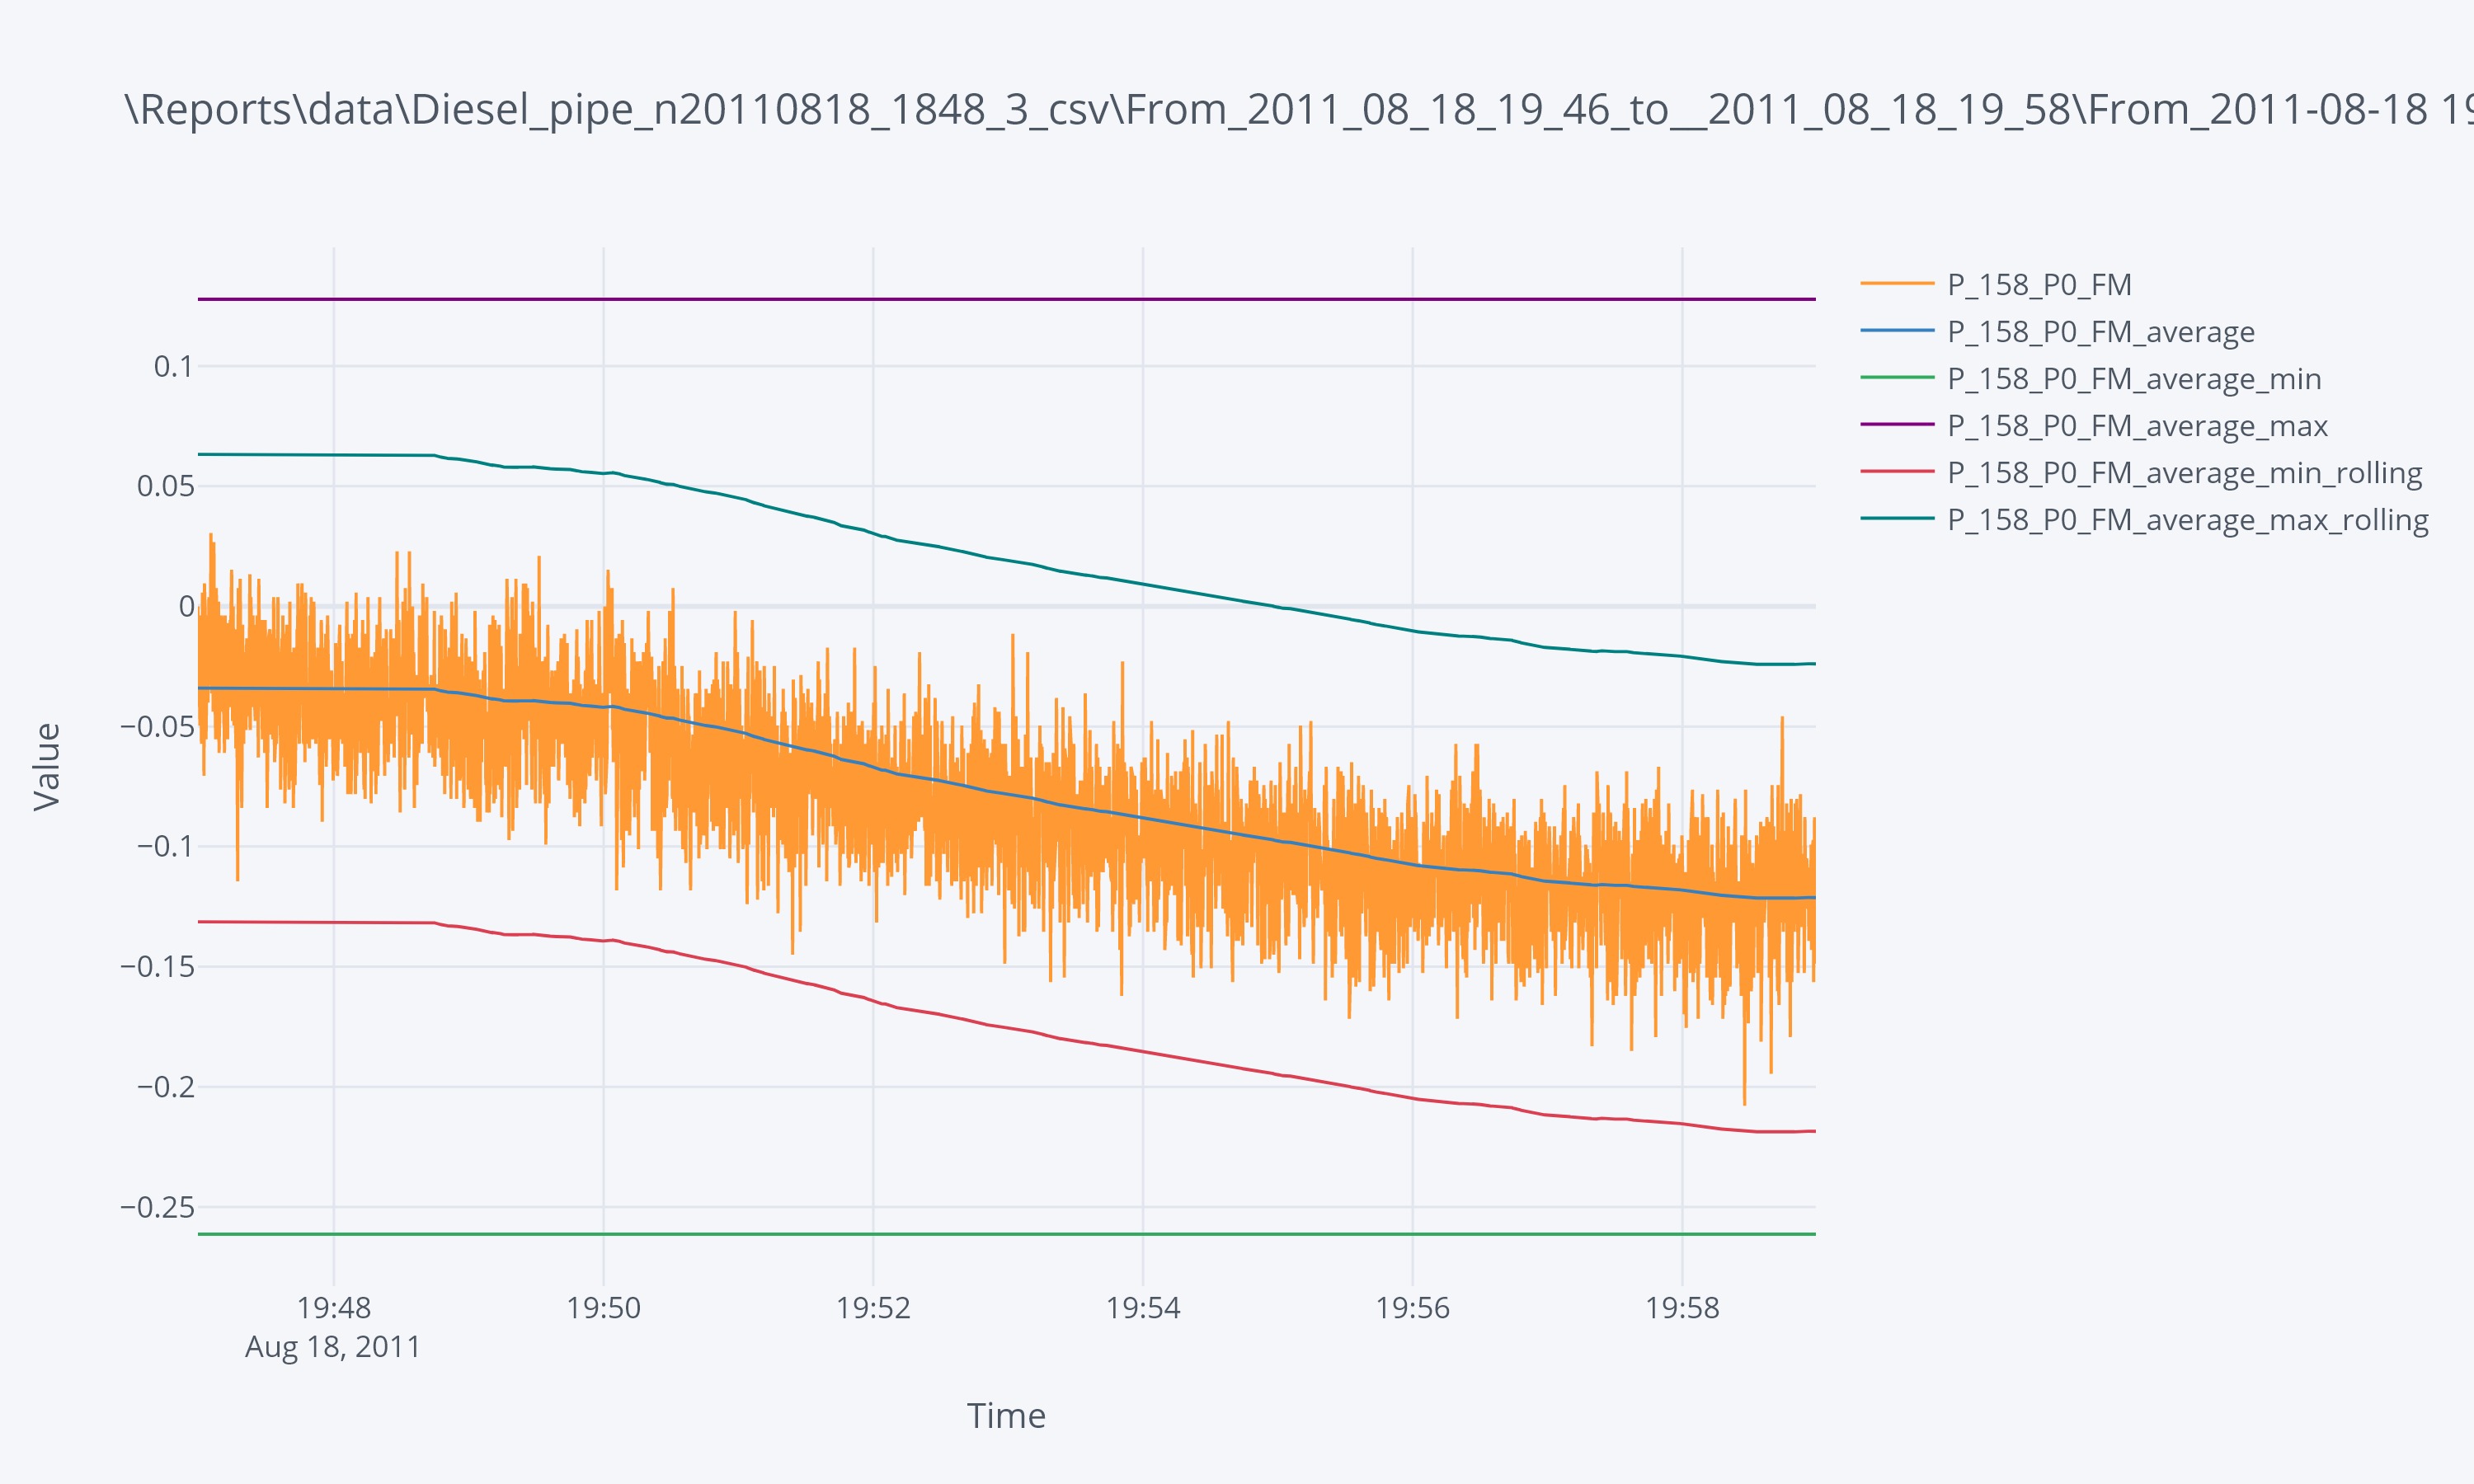 \Reports\data\Diesel_pipe_n20110818_1848_3_csv\From_2011_08_18_19_46_to__2011_08_18_19_58\From_2011-08-18 19
P_158_P0_FM
P_158_P0_FM_average
P_158_P0_FM_average_min
P_158_P0_FM_average_max
P_158_P0_FM_average_min_rolling
P_158_P0_FM_average_max_rolling
Value
0.1
0.05
0
−0.05
−0.1
−0.15
−0.2
−0.25
19:48 19:50 19:52 19:54 19:56 19:58
Aug 18, 2011
Time